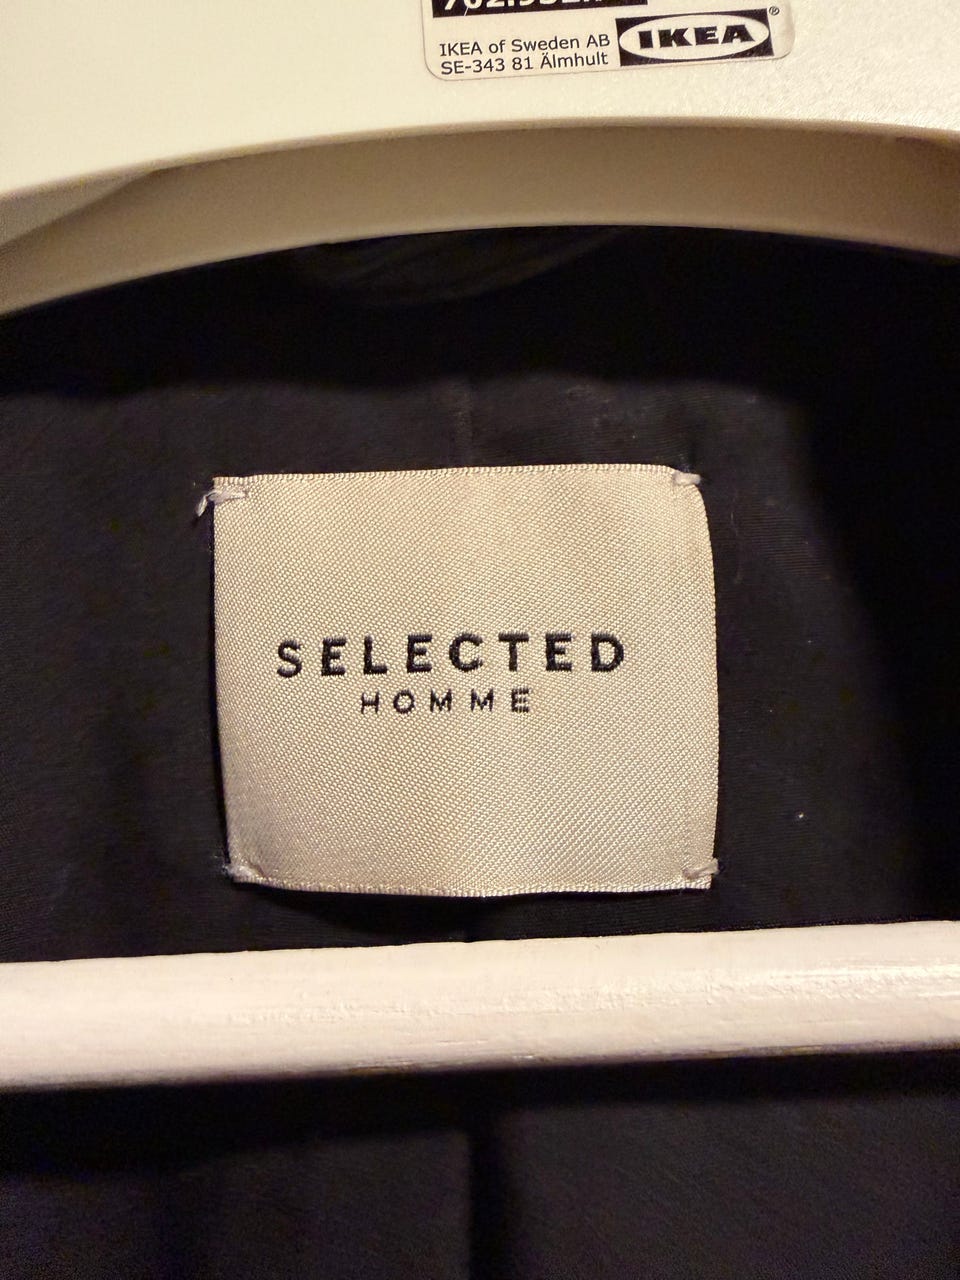 IKEA of Sweden AB
SE-343 81 Älmhult
IKEA®
SELECTED
HOMME